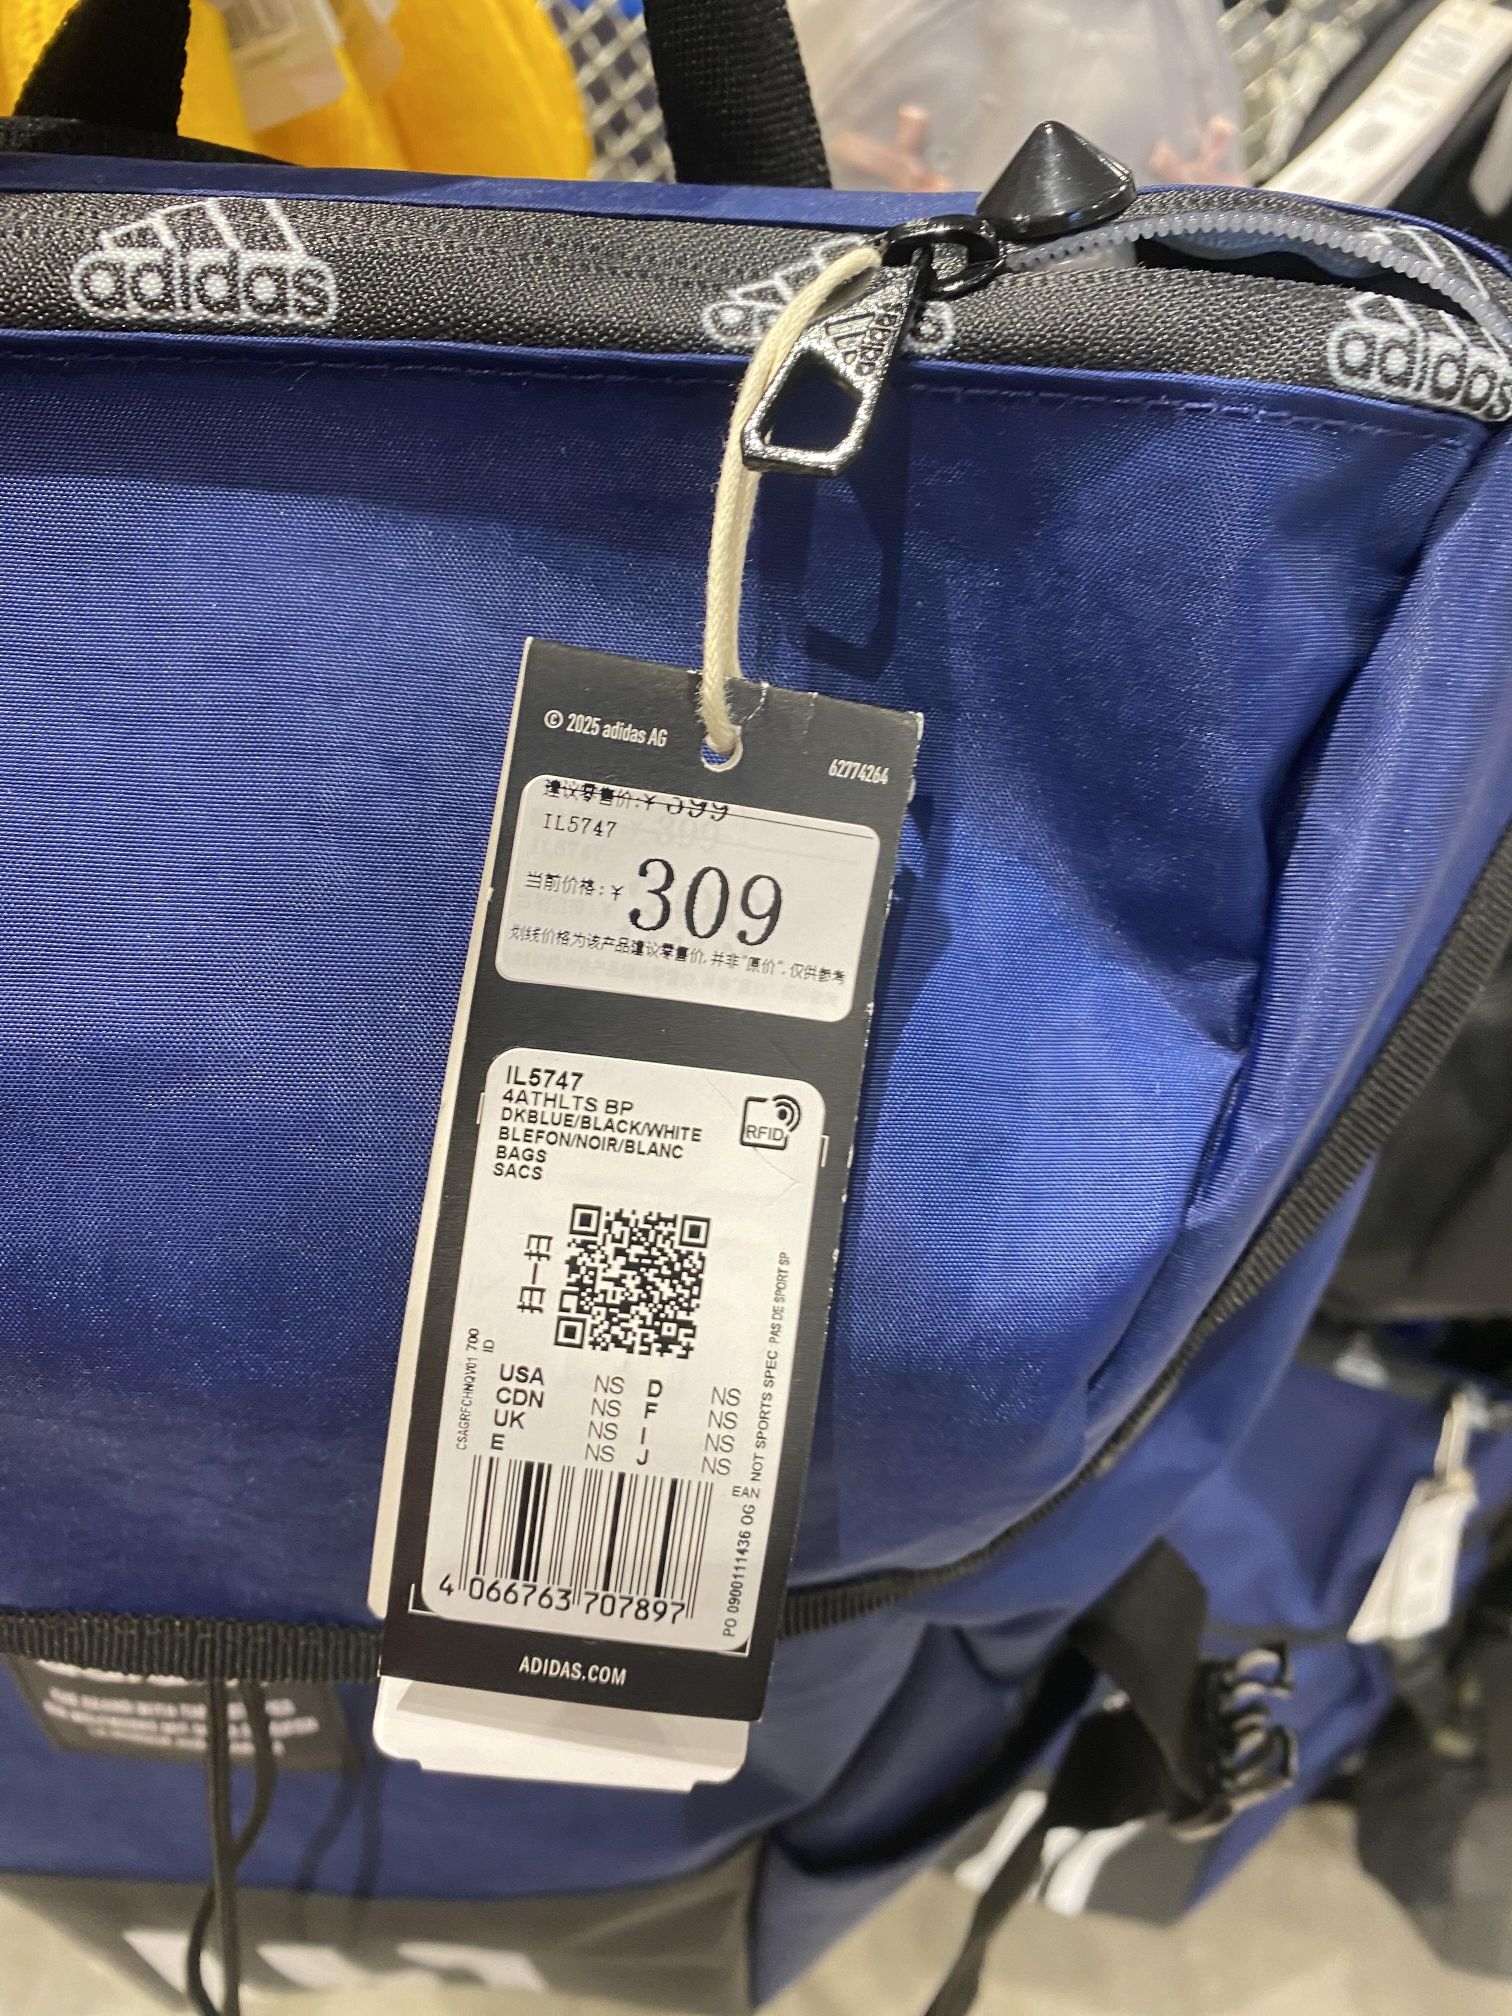 adidas
adidas
adidas
adidas
© 2025 adidas AG
62774264
建议零售价:¥ 399
IL5747
当前价格:¥ 309
划线价格为该产品建议零售价,并非"原价",仅供参考
IL5747
4ATHLTS BP
DKBLUE/BLACK/WHITE
BLEFON/NOIR/BLANC
BAGS
SACS
RFID
USA NS D NS
CDN NS F NS
UK NS I NS
E NS J NS
CSAGRFCHNQV01 700
ID
NOT SPORTS SPEC PAS DE SPORT SP
EAN
PO 0900111436 OG
4 066763 707897
ADIDAS.COM